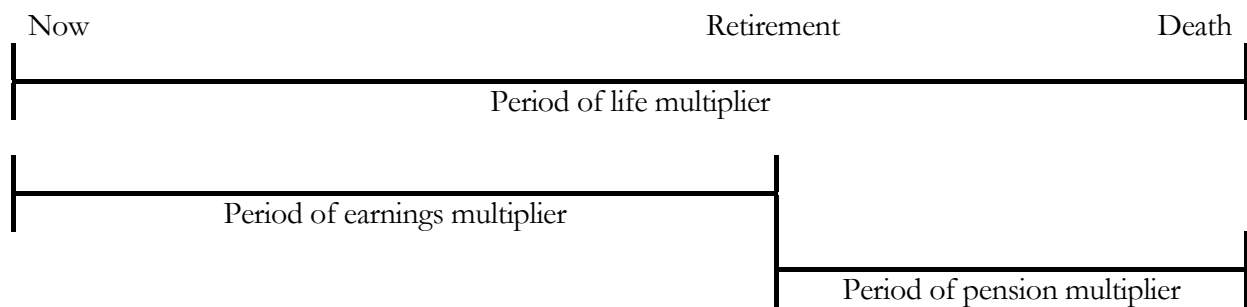 Now Retirement Death
Period of life multiplier
Period of earnings multiplier
Period of pension multiplier